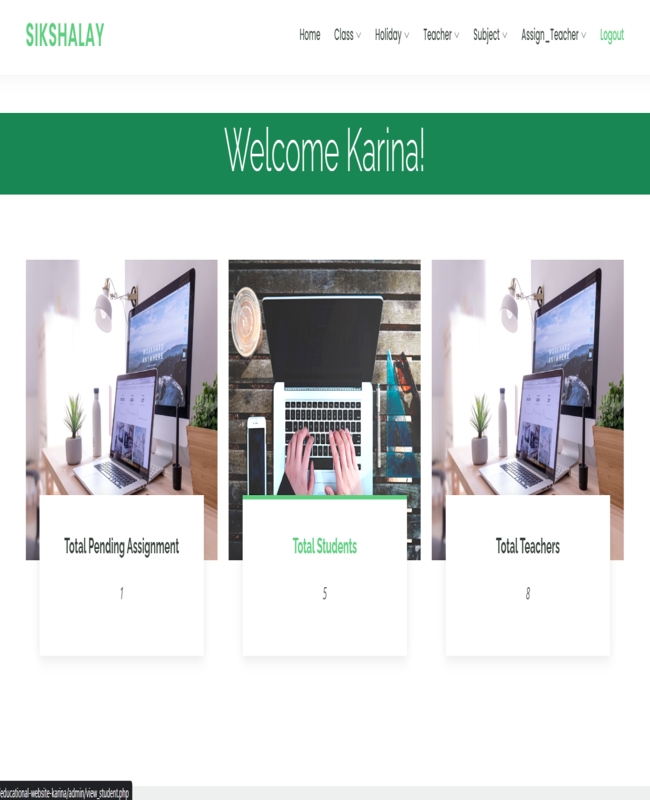 SIKSHALAY
Home Class Holiday Teacher Subject Assign_Teacher Logout
Welcome Karina!
Total Pending Assignment
1
Total Students
5
Total Teachers
8
educational-website-karina/admin/view_student.php